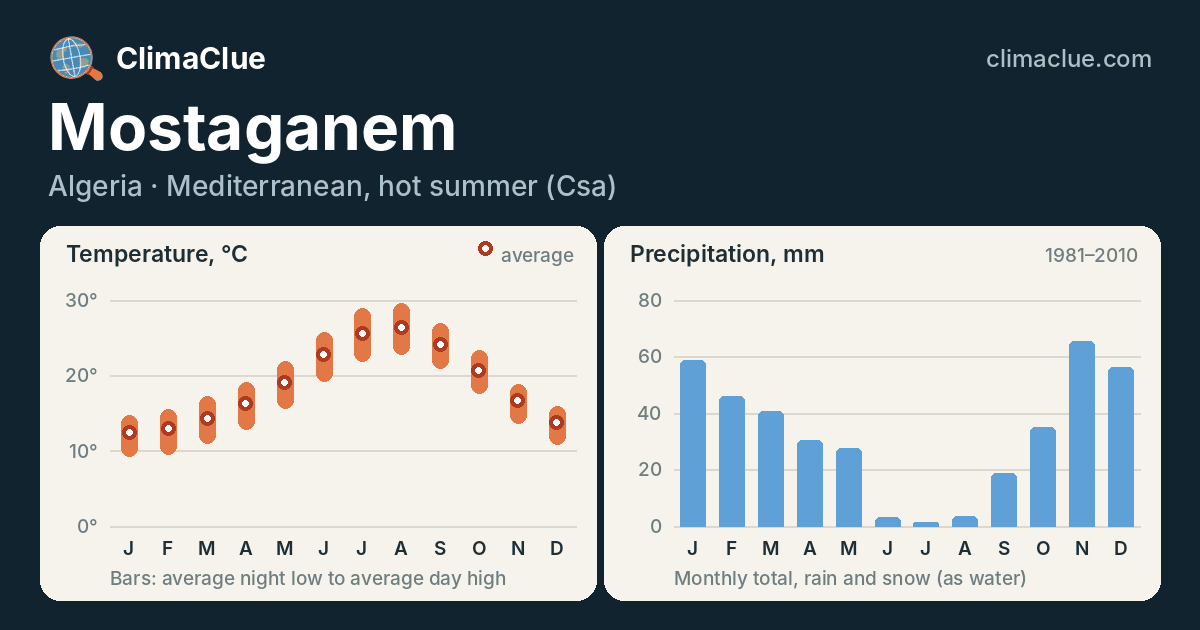 ClimaClue
climaclue.com
Mostaganem
Algeria · Mediterranean, hot summer (Csa)
Temperature, °C
average
30°
20°
10°
0°
J F M A M J J A S O N D
Bars: average night low to average day high
Precipitation, mm
1981–2010
80
60
40
20
0
J F M A M J J A S O N D
Monthly total, rain and snow (as water)